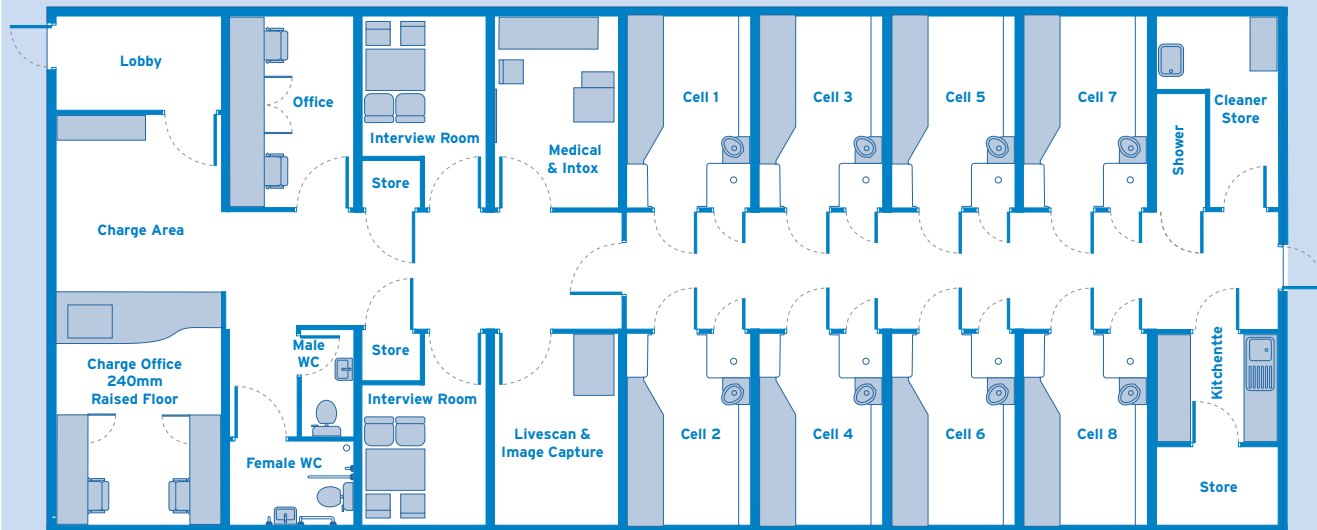 Lobby
Office
Interview Room
Store
Medical
& Intox
Cell 1
Cell 3
Cell 5
Cell 7
Shower
Cleaner
Store
Charge Area
Charge Office
240mm
Raised Floor
Male
WC
Female WC
Store
Interview Room
Livescan &
Image Capture
Cell 2
Cell 4
Cell 6
Cell 8
Kitchentte
Store